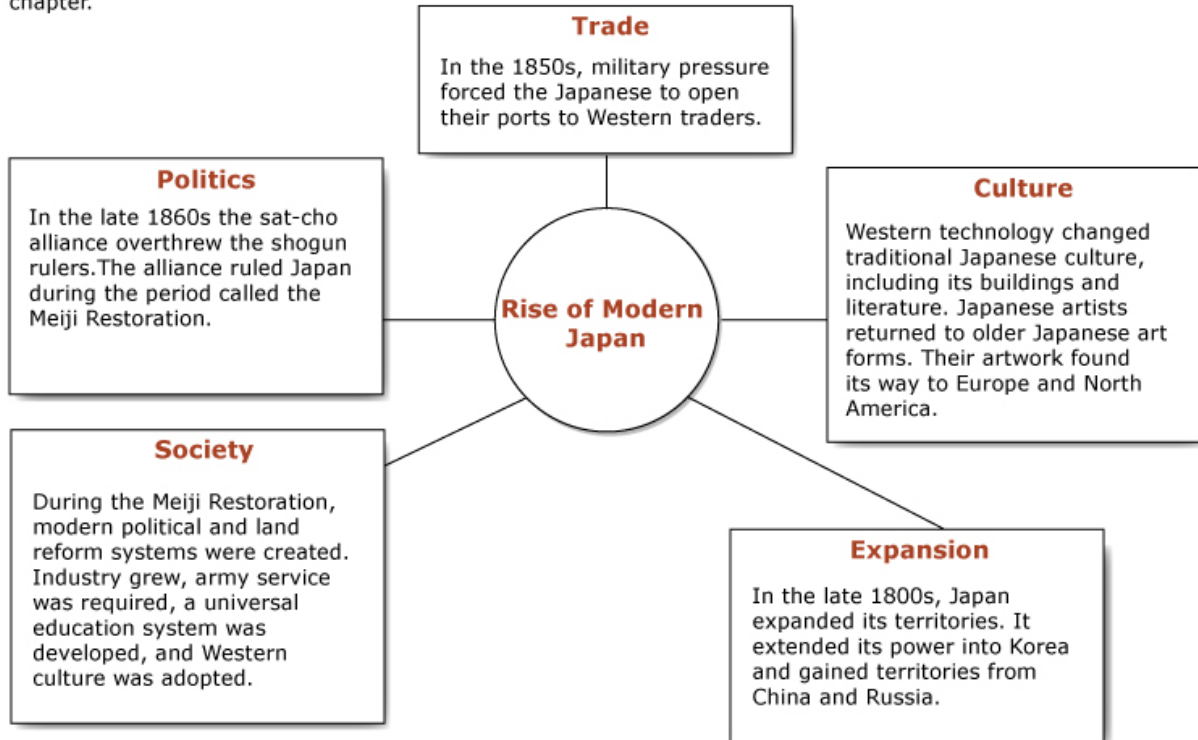 chapter.
Trade
In the 1850s, military pressure
forced the Japanese to open
their ports to Western traders.
Politics
In the late 1860s the sat-cho
alliance overthrew the shogun
rulers.The alliance ruled Japan
during the period called the
Meiji Restoration.
Culture
Western technology changed
traditional Japanese culture,
including its buildings and
literature. Japanese artists
returned to older Japanese art
forms. Their artwork found
its way to Europe and North
America.
Rise of Modern
Japan
Society
During the Meiji Restoration,
modern political and land
reform systems were created.
Industry grew, army service
was required, a universal
education system was
developed, and Western
culture was adopted.
Expansion
In the late 1800s, Japan
expanded its territories. It
extended its power into Korea
and gained territories from
China and Russia.